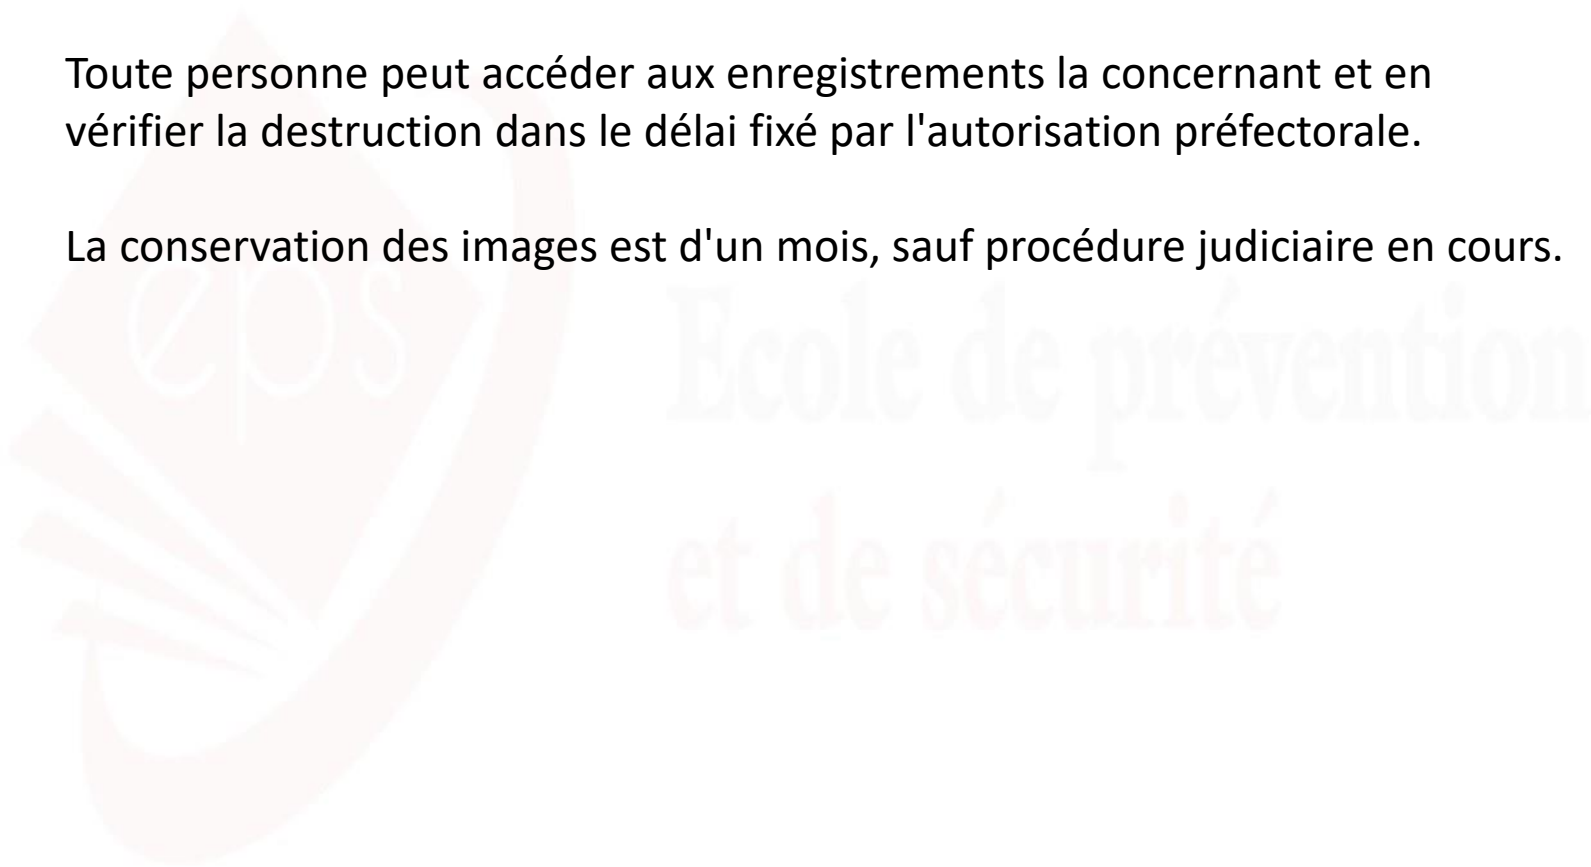 Toute personne peut accéder aux enregistrements la concernant et en
vérifier la destruction dans le délai fixé par l'autorisation préfectorale.
La conservation des images est d'un mois, sauf procédure judiciaire en cours.
eps
Ecole de prévention
et de sécurité